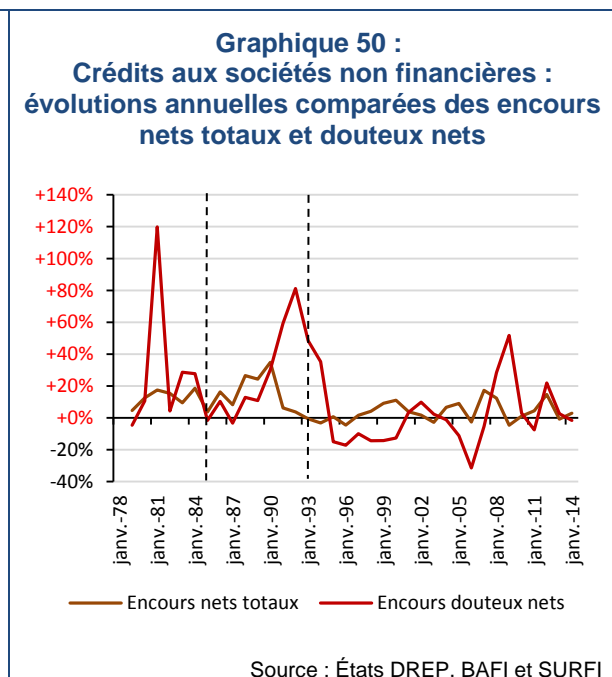 Graphique 50 :
Crédits aux sociétés non financières :
évolutions annuelles comparées des encours
nets totaux et douteux nets
+140%
+120%
+100%
+80%
+60%
+40%
+20%
+0%
-20%
-40%
janv.-78
janv.-81
janv.-84
janv.-87
janv.-90
janv.-93
janv.-96
janv.-99
janv.-02
janv.-05
janv.-08
janv.-11
janv.-14
Encours nets totaux
Encours douteux nets
Source : États DREP, BAFI et SURFI